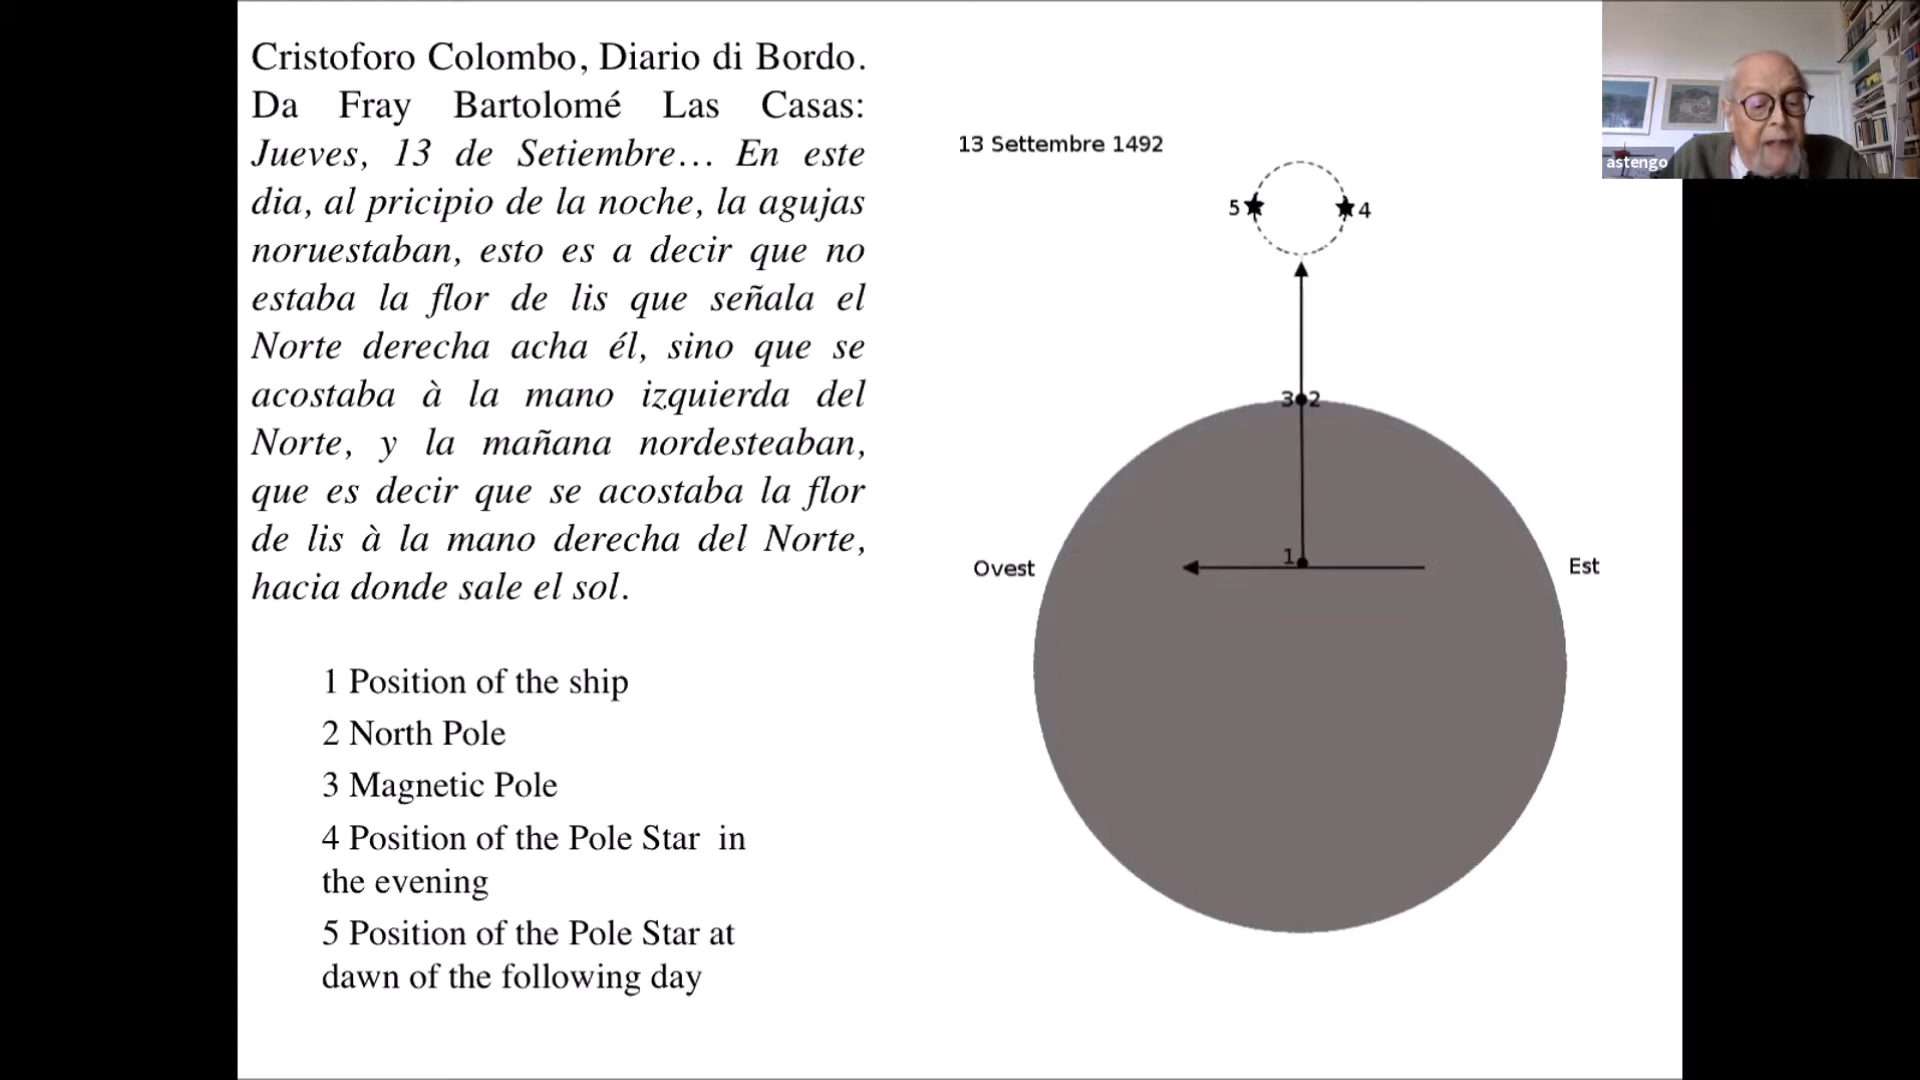 Cristoforo Colombo, Diario di Bordo.
Da Fray Bartolomé Las Casas:
Jueves, 13 de Setiembre… En este
dia, al pricipio de la noche, la agujas
noruestaban, esto es a decir que no
estaba la flor de lis que señala el
Norte derecha acha él, sino que se
acostaba à la mano izquierda del
Norte, y la mañana nordesteaban,
que es decir que se acostaba la flor
de lis à la mano derecha del Norte,
hacia donde sale el sol.
1 Position of the ship
2 North Pole
3 Magnetic Pole
4 Position of the Pole Star in
the evening
5 Position of the Pole Star at
dawn of the following day
13 Settembre 1492
5 4
3 2
1
Ovest
Est
astengo